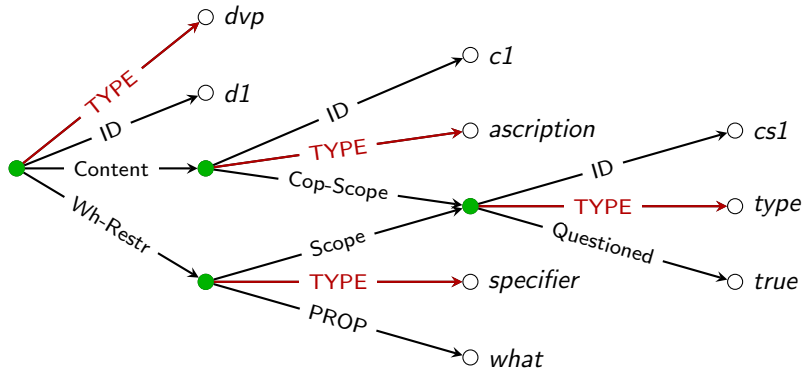 dvp
TYPE
c1
d1
ID
ID
ascription
cs1
TYPE
ID
Content
Cop-Scope
TYPE
type
Wh-Restr
Scope
Questioned
TYPE
specifier
true
PROP
what